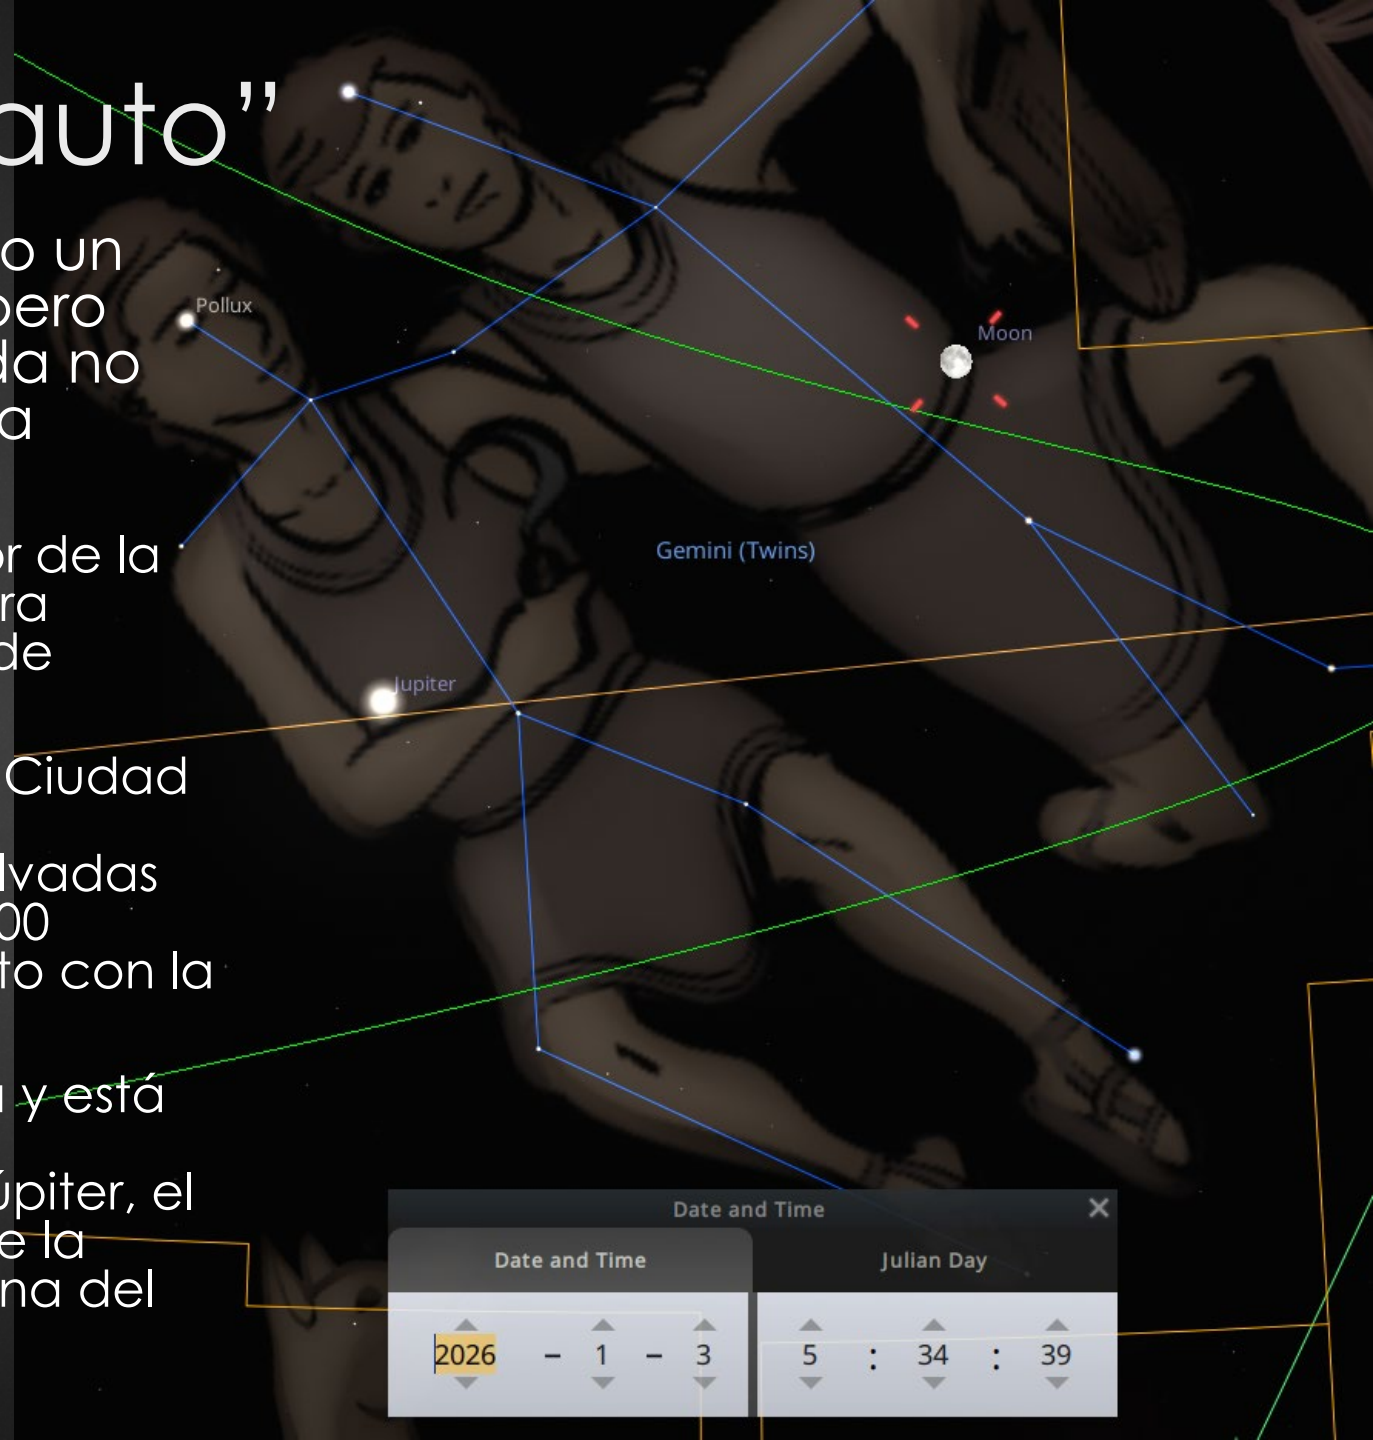 auto”
o un
pero
da no
a
or de la
ra
de
Ciudad
lvadas
00
to con la
a y está
úpiter, el
e la
na del
Pollux
Moon
Gemini (Twins)
Jupiter
Date and Time
Date and Time
Julian Day
2026 - 1 - 3
5 : 34 : 39